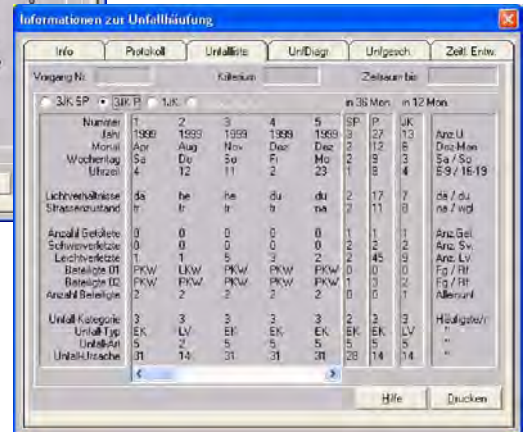 Informationen zur Unfallhäufung
Info Protokoll Unfalliste Un/Diagr. Un/gesch. Zeitl. Entw.
Vorgang Nr. Kriterium Zeitraum bis
3JK SP 3JK P 1JK in 36 Mon. in 12 Mon.
Nummer 1 2 3 4 5 SP P JK
Jahr 1999 1999 1999 1999 1999 3 27 13 Anz.U
Monat Apr Aug Nov Dez Dez 2 12 8 Dez-Mon
Wochentag Sa Do So Fr Mo 2 9 3 Sa / So
Uhrzeit 4 12 11 2 23 1 8 4 6-9 / 16-19
Lichtverhältnisse da he he du du 2 17 7 da / du
Strassenzustand tr tr tr tr na 2 11 8 na / wgl
Anzahl Getötete 0 0 0 0 0 1 1 1 Anz.Get.
Schwerverletzte 0 0 0 0 0 2 2 2 Anz. Sv.
Leichtverletzte 1 1 5 3 2 2 45 9 Anz. Lv.
Beteiligte 01 PKW LKW PKW PKW PKW 0 0 0 Fg / Rf
Beteiligte 02 PKW PKW PKW PKW PKW 1 3 2 Fg / Rf
Anzahl Beteiligte 2 2 2 2 2 0 0 1 Alleinunf.
Unfall-Kategorie 3 3 3 3 3 3 3 3 Häufigste/r
Unfall-Typ EK LV EK EK EK EK EK LV "
Unfall-Art 5 2 5 5 5 5 5 5 "
Unfall-Ursache 31 14 31 31 31 28 14 14 "
Hilfe Drucken